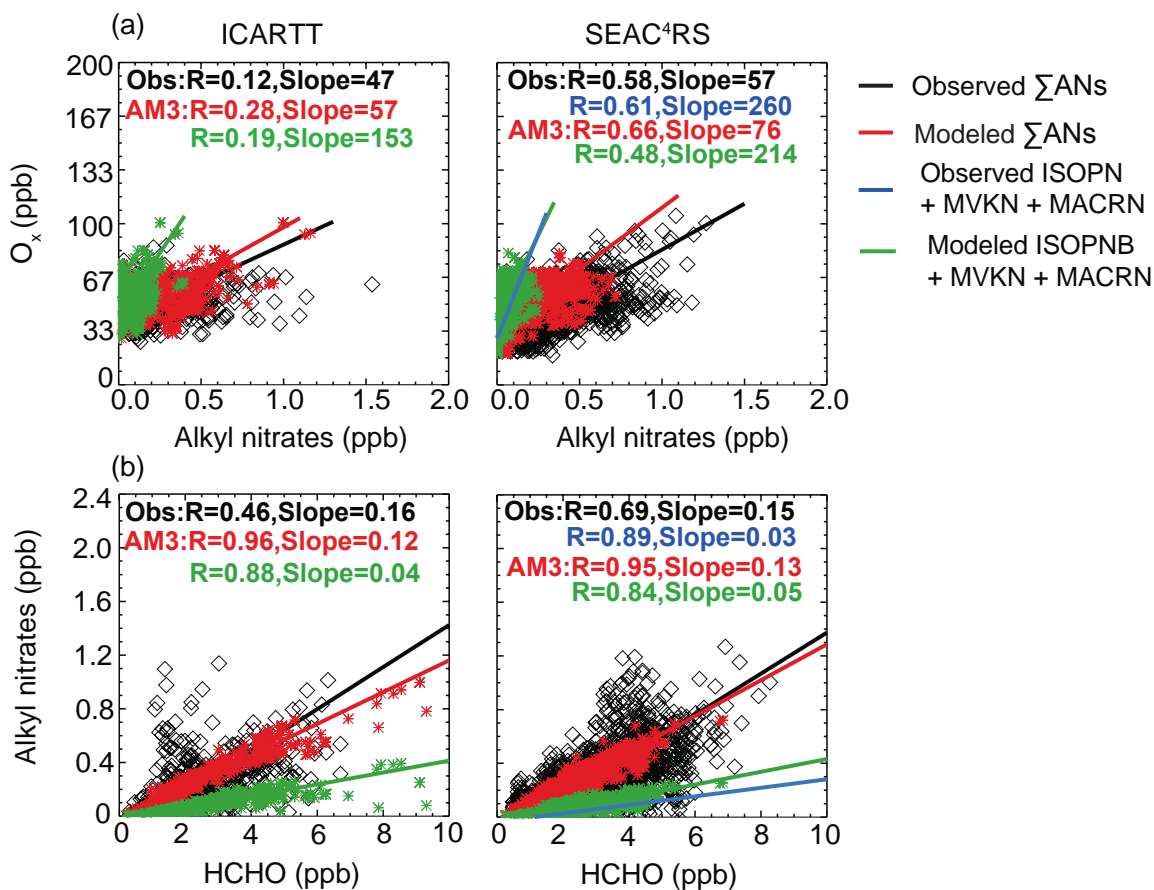 (a)
ICARTT
SEAC⁴RS
200
167
133
100
67
33
0
Oₓ (ppb)
Obs:R=0.12,Slope=47
AM3:R=0.28,Slope=57
R=0.19,Slope=153
0.0 0.5 1.0 1.5 2.0
Alkyl nitrates (ppb)
Obs:R=0.58,Slope=57
R=0.61,Slope=260
AM3:R=0.66,Slope=76
R=0.48,Slope=214
0.0 0.5 1.0 1.5 2.0
Alkyl nitrates (ppb)
Observed ∑ANs
Modeled ∑ANs
Observed ISOPN
+ MVKN + MACRN
Modeled ISOPNB
+ MVKN + MACRN
(b)
2.4
2.0
1.6
1.2
0.8
0.4
0
Alkyl nitrates (ppb)
Obs:R=0.46,Slope=0.16
AM3:R=0.96,Slope=0.12
R=0.88,Slope=0.04
0 2 4 6 8 10
HCHO (ppb)
Obs:R=0.69,Slope=0.15
R=0.89,Slope=0.03
AM3:R=0.95,Slope=0.13
R=0.84,Slope=0.05
0 2 4 6 8 10
HCHO (ppb)